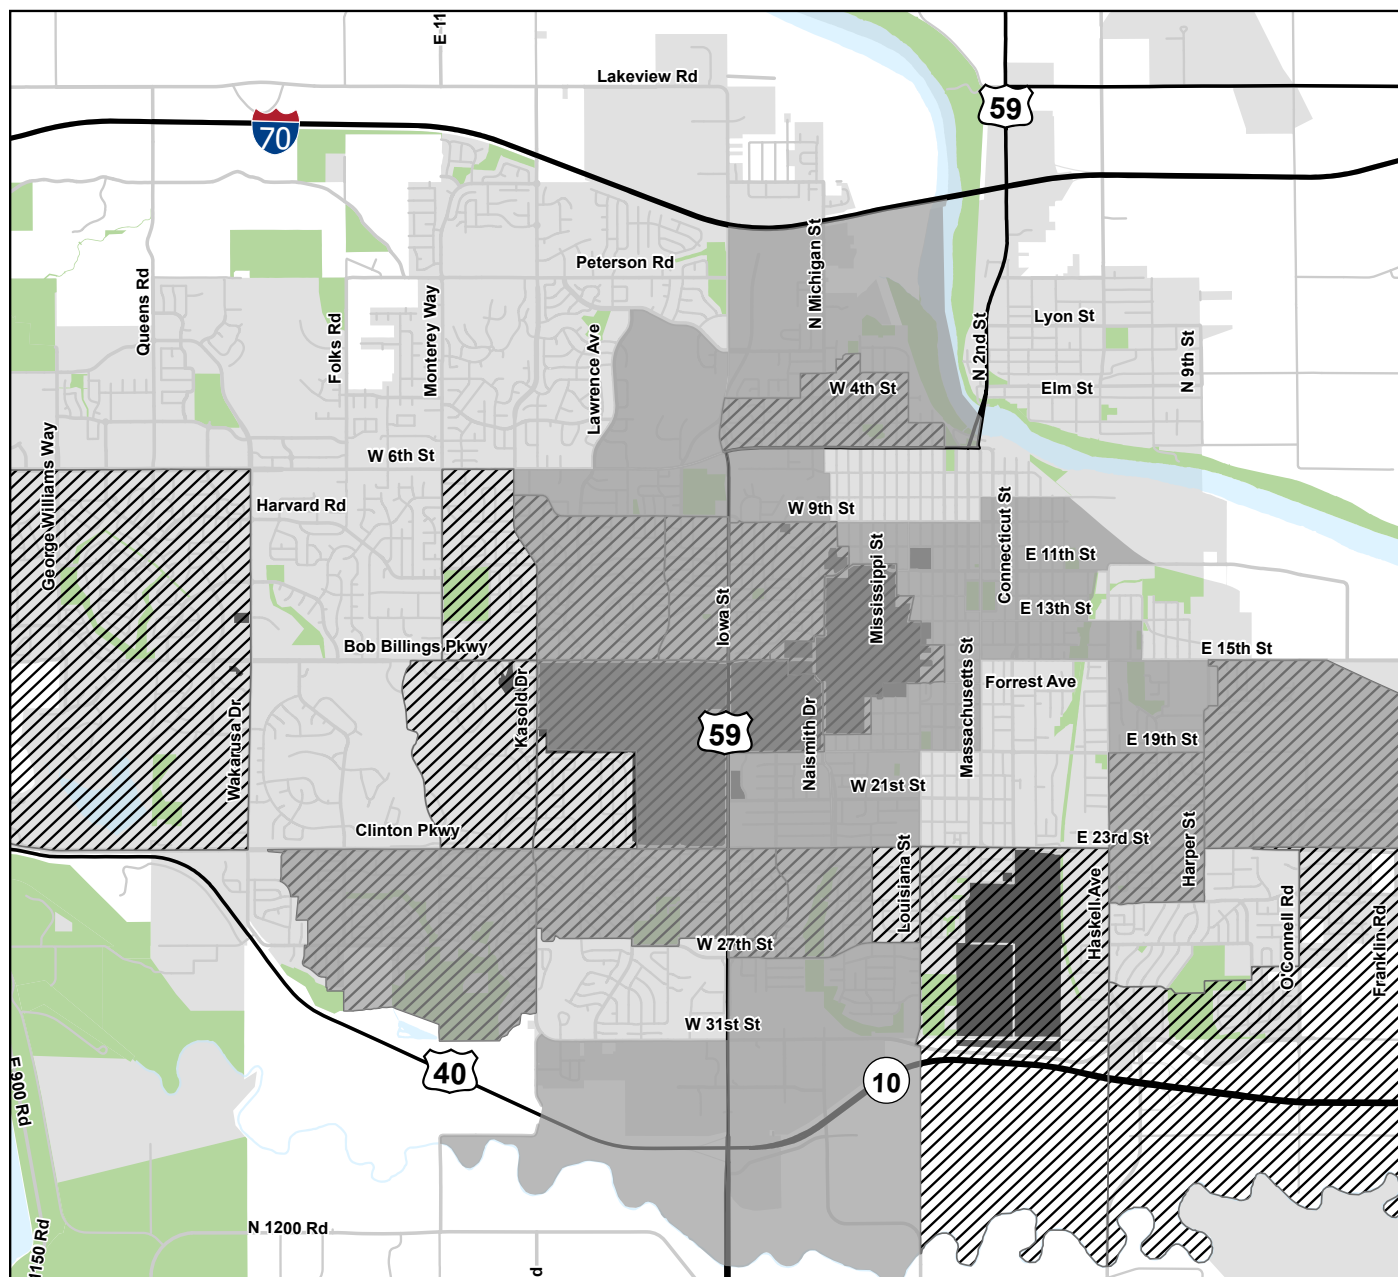 E 11
Lakeview Rd
59
70
Peterson Rd
N Michigan St
Queens Rd
Folks Rd
Monterey Way
Lawrence Ave
N 2nd St
Lyon St
N 9th St
Elm St
W 4th St
W 6th St
George Williams Way
Harvard Rd
W 9th St
Connecticut St
Mississippi St
E 11th St
Iowa St
E 13th St
Bob Billings Pkwy
E 15th St
Kasold Dr
Forrest Ave
Massachusetts St
Naismith Dr
59
Wakarusa Dr
E 19th St
W 21st St
Clinton Pkwy
E 23rd St
Harper St
Louisiana St
Haskell Ave
O'Connell Rd
Franklin Rd
W 27th St
W 31st St
40
10
E 900 Rd
N 1200 Rd
1150 Rd
d